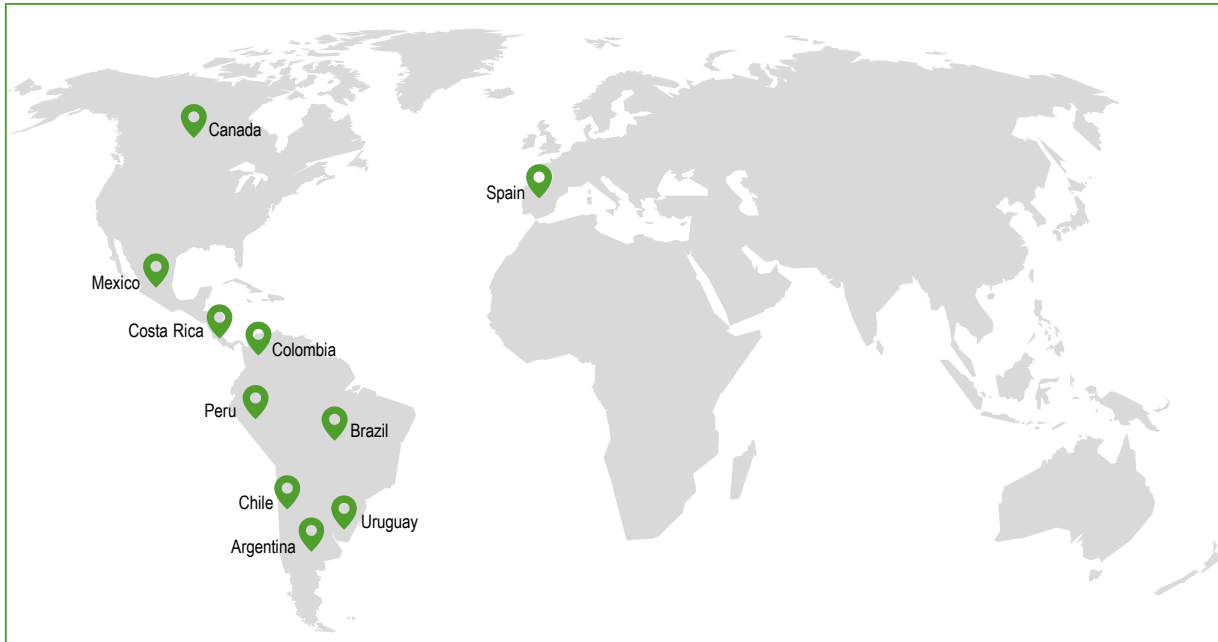 Canada
Spain
Mexico
Costa Rica
Colombia
Peru
Brazil
Chile
Uruguay
Argentina